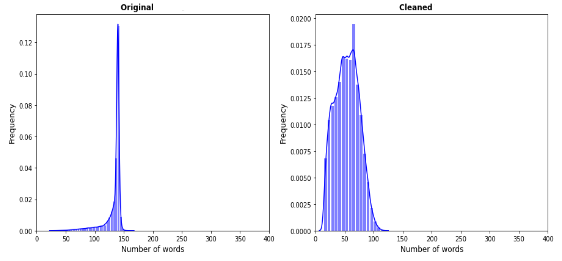 Original
Frequency
0.12
0.10
0.08
0.06
0.04
0.02
0.00
0 50 100 150 200 250 300 350 400
Number of words
Cleaned
Frequency
0.0200
0.0175
0.0150
0.0125
0.0100
0.0075
0.0050
0.0025
0.0000
0 50 100 150 200 250 300 350 400
Number of words